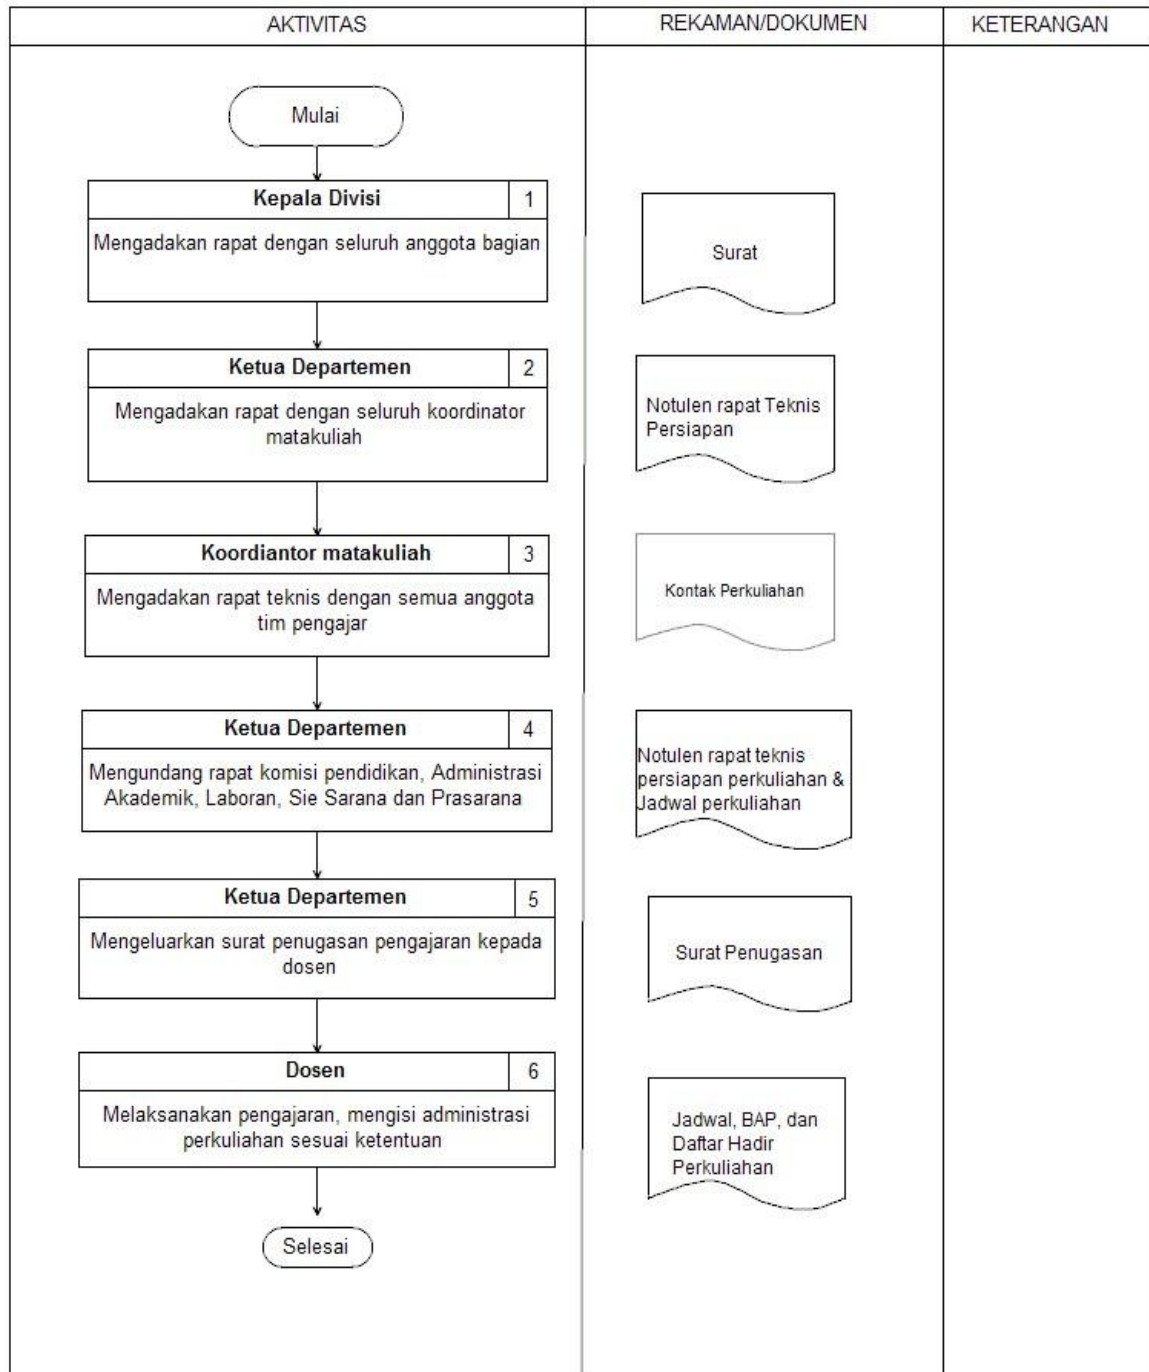 AKTIVITAS
REKAMAN/DOKUMEN
KETERANGAN
Mulai
Kepala Divisi
1
Mengadakan rapat dengan seluruh anggota bagian
Surat
Ketua Departemen
2
Mengadakan rapat dengan seluruh koordinator
matakuliah
Notulen rapat Teknis
Persiapan
Koordiantor matakuliah
3
Mengadakan rapat teknis dengan semua anggota
tim pengajar
Kontak Perkuliahan
Ketua Departemen
4
Mengundang rapat komisi pendidikan, Administrasi
Akademik, Laboran, Sie Sarana dan Prasarana
Notulen rapat teknis
persiapan perkuliahan &
Jadwal perkuliahan
Ketua Departemen
5
Mengeluarkan surat penugasan pengajaran kepada
dosen
Surat Penugasan
Dosen
6
Melaksanakan pengajaran, mengisi administrasi
perkuliahan sesuai ketentuan
Jadwal, BAP, dan
Daftar Hadir
Perkuliahan
Selesai